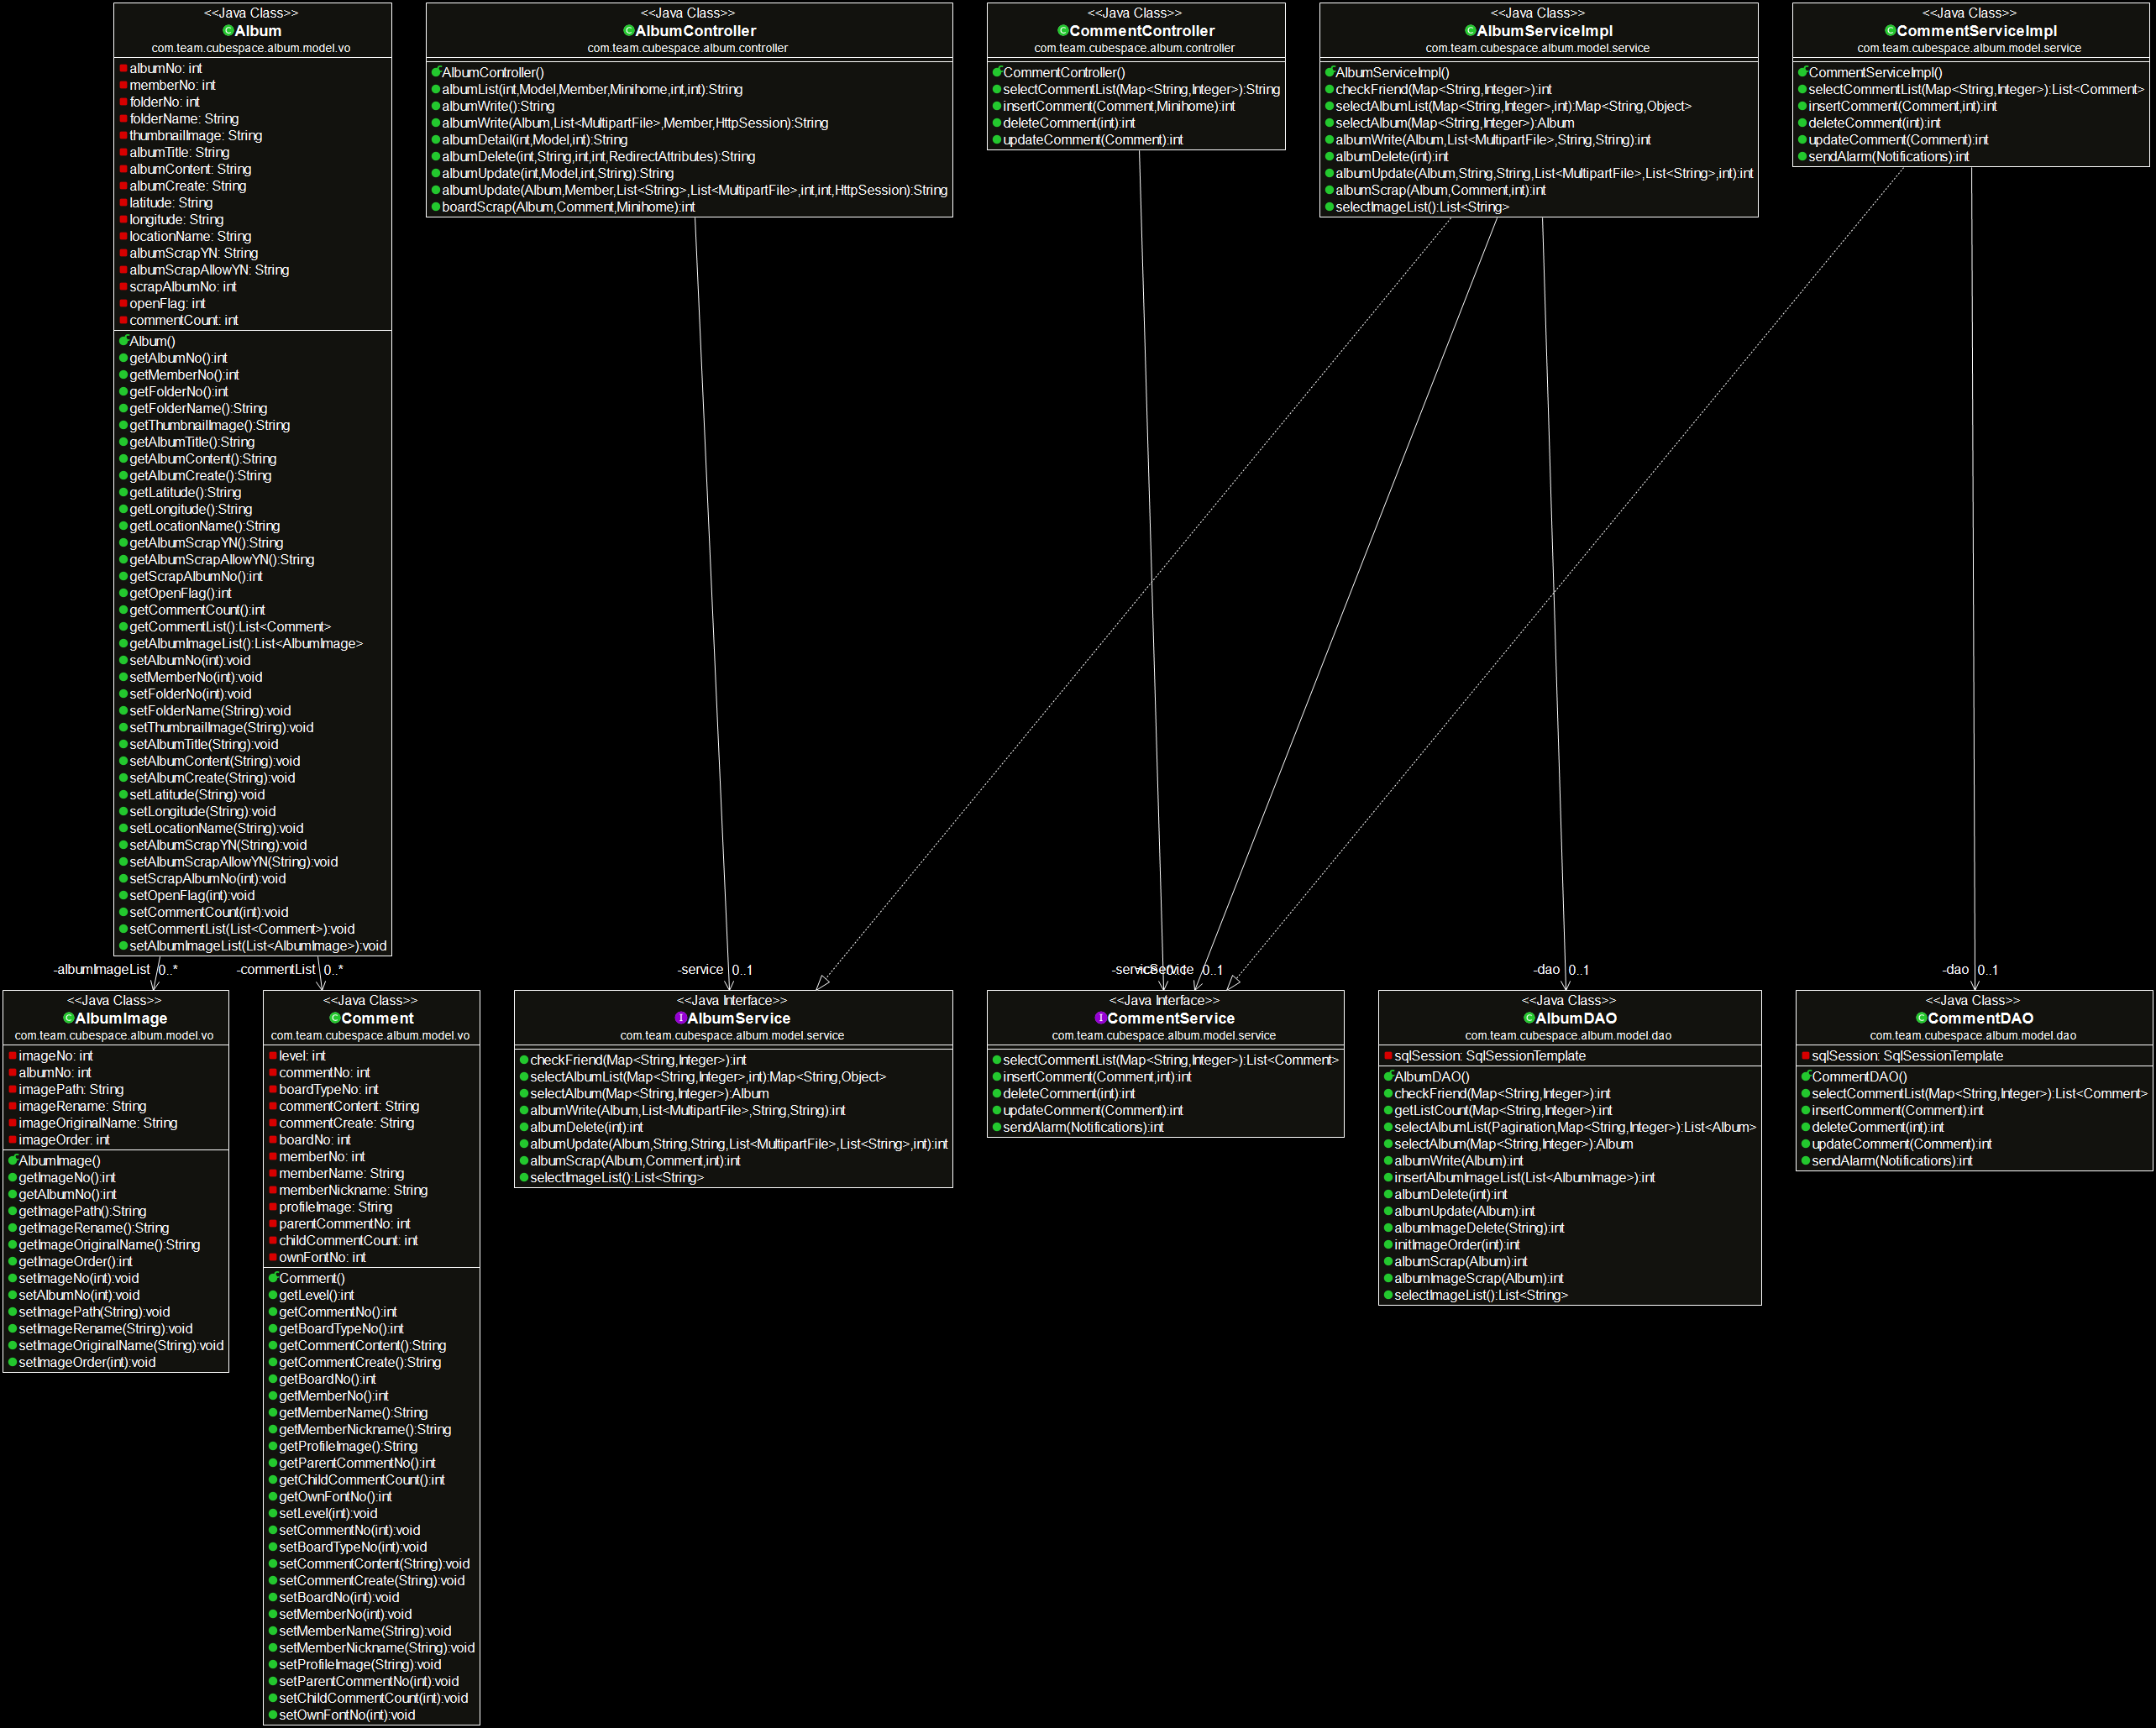 <<Java Class>>
Album
com.team.cubespace.album.model.vo
albumNo: int
memberNo: int
folderNo: int
folderName: String
thumbnailImage: String
albumTitle: String
albumContent: String
albumCreate: String
latitude: String
longitude: String
locationName: String
albumScrapYN: String
albumScrapAllowYN: String
scrapAlbumNo: int
openFlag: int
commentCount: int
Album()
getAlbumNo():int
getMemberNo():int
getFolderNo():int
getFolderName():String
getThumbnailImage():String
getAlbumTitle():String
getAlbumContent():String
getAlbumCreate():String
getLatitude():String
getLongitude():String
getLocationName():String
getAlbumScrapYN():String
getAlbumScrapAllowYN():String
getScrapAlbumNo():int
getOpenFlag():int
getCommentCount():int
getCommentList():List<Comment>
getAlbumImageList():List<AlbumImage>
setAlbumNo(int):void
setMemberNo(int):void
setFolderNo(int):void
setFolderName(String):void
setThumbnailImage(String):void
setAlbumTitle(String):void
setAlbumContent(String):void
setAlbumCreate(String):void
setLatitude(String):void
setLongitude(String):void
setLocationName(String):void
setAlbumScrapYN(String):void
setAlbumScrapAllowYN(String):void
setScrapAlbumNo(int):void
setOpenFlag(int):void
setCommentCount(int):void
setCommentList(List<Comment>):void
setAlbumImageList(List<AlbumImage>):void
<<Java Class>>
AlbumController
com.team.cubespace.album.controller
AlbumController()
albumList(int,Model,Member,Minihome,int,int):String
albumWrite():String
albumWrite(Album,List<MultipartFile>,Member,HttpSession):String
albumDetail(int,Model,int):String
albumDelete(int,String,int,int,RedirectAttributes):String
albumUpdate(int,Model,int,String):String
albumUpdate(Album,Member,List<String>,List<MultipartFile>,int,int,HttpSession):String
boardScrap(Album,Comment,Minihome):int
<<Java Class>>
CommentController
com.team.cubespace.album.controller
CommentController()
selectCommentList(Map<String,Integer>):String
insertComment(Comment,Minihome):int
deleteComment(int):int
updateComment(Comment):int
<<Java Class>>
AlbumServiceImpl
com.team.cubespace.album.model.service
AlbumServiceImpl()
checkFriend(Map<String,Integer>):int
selectAlbumList(Map<String,Integer>,int):Map<String,Object>
selectAlbum(Map<String,Integer>):Album
albumWrite(Album,List<MultipartFile>,String,String):int
albumDelete(int):int
albumUpdate(Album,String,String,List<MultipartFile>,List<String>,int):int
albumScrap(Album,Comment,int):int
selectImageList():List<String>
<<Java Class>>
CommentServiceImpl
com.team.cubespace.album.model.service
CommentServiceImpl()
selectCommentList(Map<String,Integer>):List<Comment>
insertComment(Comment,int):int
deleteComment(int):int
updateComment(Comment):int
sendAlarm(Notifications):int
-albumImageList 0..*
-commentList 0..*
-service 0..1
-service 0..1
-dao 0..1
-dao 0..1
<<Java Class>>
AlbumImage
com.team.cubespace.album.model.vo
imageNo: int
albumNo: int
imagePath: String
imageRename: String
imageOriginalName: String
imageOrder: int
AlbumImage()
getImageNo():int
getAlbumNo():int
getImagePath():String
getImageRename():String
getImageOriginalName():String
getImageOrder():int
setImageNo(int):void
setAlbumNo(int):void
setImagePath(String):void
setImageRename(String):void
setImageOriginalName(String):void
setImageOrder(int):void
<<Java Class>>
Comment
com.team.cubespace.album.model.vo
level: int
commentNo: int
boardTypeNo: int
commentContent: String
commentCreate: String
boardNo: int
memberNo: int
memberName: String
memberNickname: String
profileImage: String
parentCommentNo: int
childCommentCount: int
ownFontNo: int
Comment()
getLevel():int
getCommentNo():int
getBoardTypeNo():int
getCommentContent():String
getCommentCreate():String
getBoardNo():int
getMemberNo():int
getMemberName():String
getMemberNickname():String
getProfileImage():String
getParentCommentNo():int
getChildCommentCount():int
getOwnFontNo():int
setLevel(int):void
setCommentNo(int):void
setBoardTypeNo(int):void
setCommentContent(String):void
setCommentCreate(String):void
setBoardNo(int):void
setMemberNo(int):void
setMemberName(String):void
setMemberNickname(String):void
setProfileImage(String):void
setParentCommentNo(int):void
setChildCommentCount(int):void
setOwnFontNo(int):void
<<Java Interface>>
AlbumService
com.team.cubespace.album.model.service
checkFriend(Map<String,Integer>):int
selectAlbumList(Map<String,Integer>,int):Map<String,Object>
selectAlbum(Map<String,Integer>):Album
albumWrite(Album,List<MultipartFile>,String,String):int
albumDelete(int):int
albumUpdate(Album,String,String,List<MultipartFile>,List<String>,int):int
albumScrap(Album,Comment,int):int
selectImageList():List<String>
<<Java Interface>>
CommentService
com.team.cubespace.album.model.service
selectCommentList(Map<String,Integer>):List<Comment>
insertComment(Comment,int):int
deleteComment(int):int
updateComment(Comment):int
sendAlarm(Notifications):int
<<Java Class>>
AlbumDAO
com.team.cubespace.album.model.dao
sqlSession: SqlSessionTemplate
AlbumDAO()
checkFriend(Map<String,Integer>):int
getListCount(Map<String,Integer>):int
selectAlbumList(Pagination,Map<String,Integer>):List<Album>
selectAlbum(Map<String,Integer>):Album
albumWrite(Album):int
insertAlbumImageList(List<AlbumImage>):int
albumDelete(int):int
albumUpdate(Album):int
albumImageDelete(String):int
initImageOrder(int):int
albumScrap(Album):int
albumImageScrap(Album):int
selectImageList():List<String>
<<Java Class>>
CommentDAO
com.team.cubespace.album.model.dao
sqlSession: SqlSessionTemplate
CommentDAO()
selectCommentList(Map<String,Integer>):List<Comment>
insertComment(Comment):int
deleteComment(int):int
updateComment(Comment):int
sendAlarm(Notifications):int